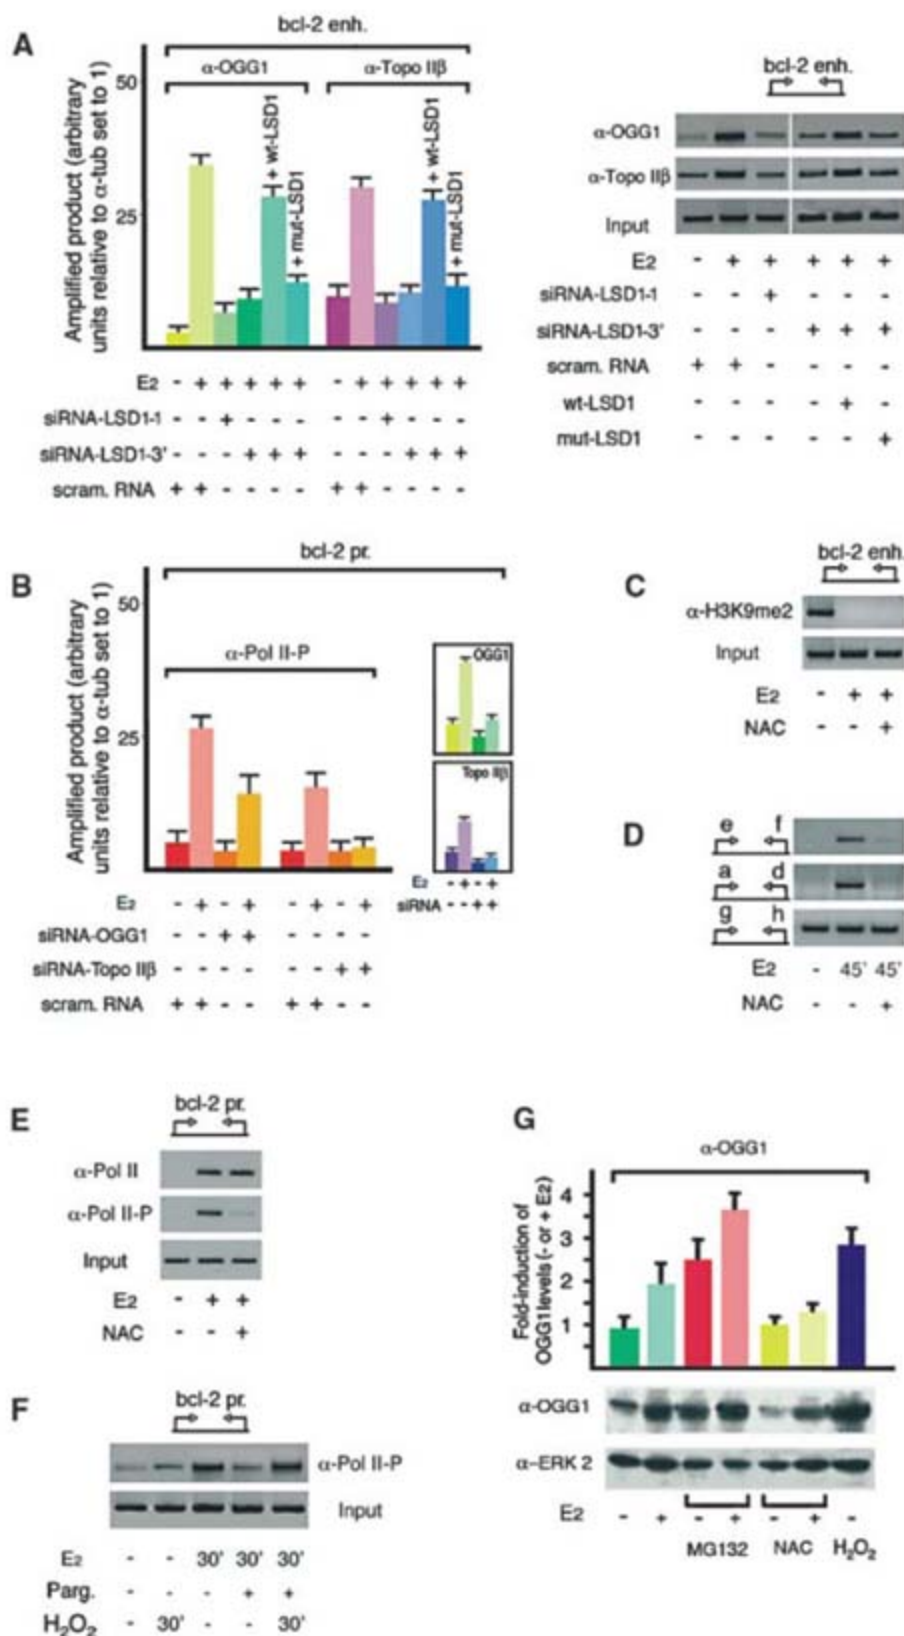 A
bcl-2 enh.
α-OGG1
α-Topo IIβ
Amplified product (arbitrary
units relative to α-tub set to 1)
50
25
+ wt-LSD1
+ mut-LSD1
+ wt-LSD1
+ mut-LSD1
E2 - + + + + + - + + + + +
siRNA-LSD1-1 - - + - - - - - + - - -
siRNA-LSD1-3' - - - + + + - - - + + +
scram. RNA + + - - - - + + - - - -
bcl-2 enh.
α-OGG1
α-Topo IIβ
Input
E2 - + + + + +
siRNA-LSD1-1 - - + - - -
siRNA-LSD1-3' - - - + + +
scram. RNA + + - - - -
wt-LSD1 - - - - + -
mut-LSD1 - - - - - +
B
bcl-2 pr.
Amplified product (arbitrary
units relative to α-tub set to 1)
50
25
α-Pol II-P
OGG1
Topo IIβ
E2 - + - +
siRNA - - + +
E2 - + - + - + - +
siRNA-OGG1 - - + + - - - -
siRNA-Topo IIβ - - - - - - + +
scram. RNA + + - - + + - -
C
bcl-2 enh.
α-H3K9me2
Input
E2 - + +
NAC - - +
D
e f
a d
g h
E2 - 45' 45'
NAC - - +
E
bcl-2 pr.
α-Pol II
α-Pol II-P
Input
E2 - + +
NAC - - +
F
bcl-2 pr.
α-Pol II-P
Input
E2 - - 30' 30' 30'
Parg. - - - + +
H2O2 - 30' - - 30'
G
α-OGG1
Fold-induction of
OGG1 levels (- or + E2)
4
3
2
1
α-OGG1
α-ERK 2
E2 - + - + - + -
MG132 NAC H2O2